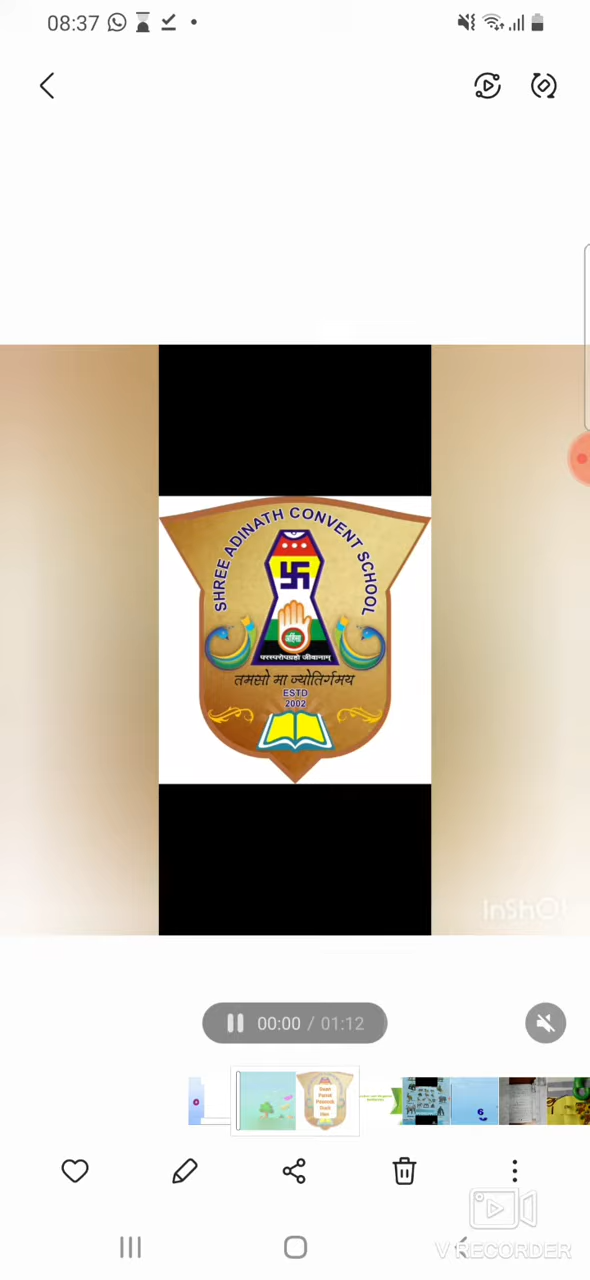 08:37
SHREE ADINATH CONVENT SCHOOL
अहिंसा
परस्परोपग्रहो जीवानाम्
तमसो मा ज्योतिर्गमय
ESTD
2002
InShOt
00:00 / 01:12
6
V RECORDER